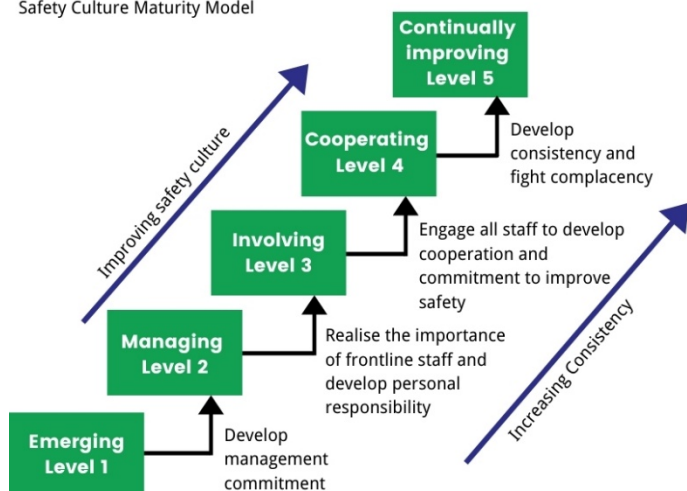 Safety Culture Maturity Model
Continually
improving
Level 5
Develop
consistency and
fight complacency
Cooperating
Level 4
Engage all staff to develop
cooperation and
commitment to improve
safety
Involving
Level 3
Realise the importance
of frontline staff and
develop personal
responsibility
Managing
Level 2
Develop
management
commitment
Emerging
Level 1
Improving safety culture
Increasing Consistency